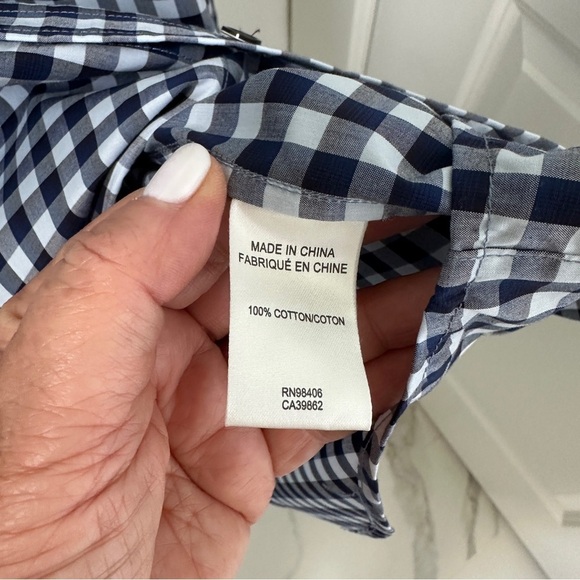 MADE IN CHINA
FABRIQUÉ EN CHINE
100% COTTON/COTON
RN98406
CA39862